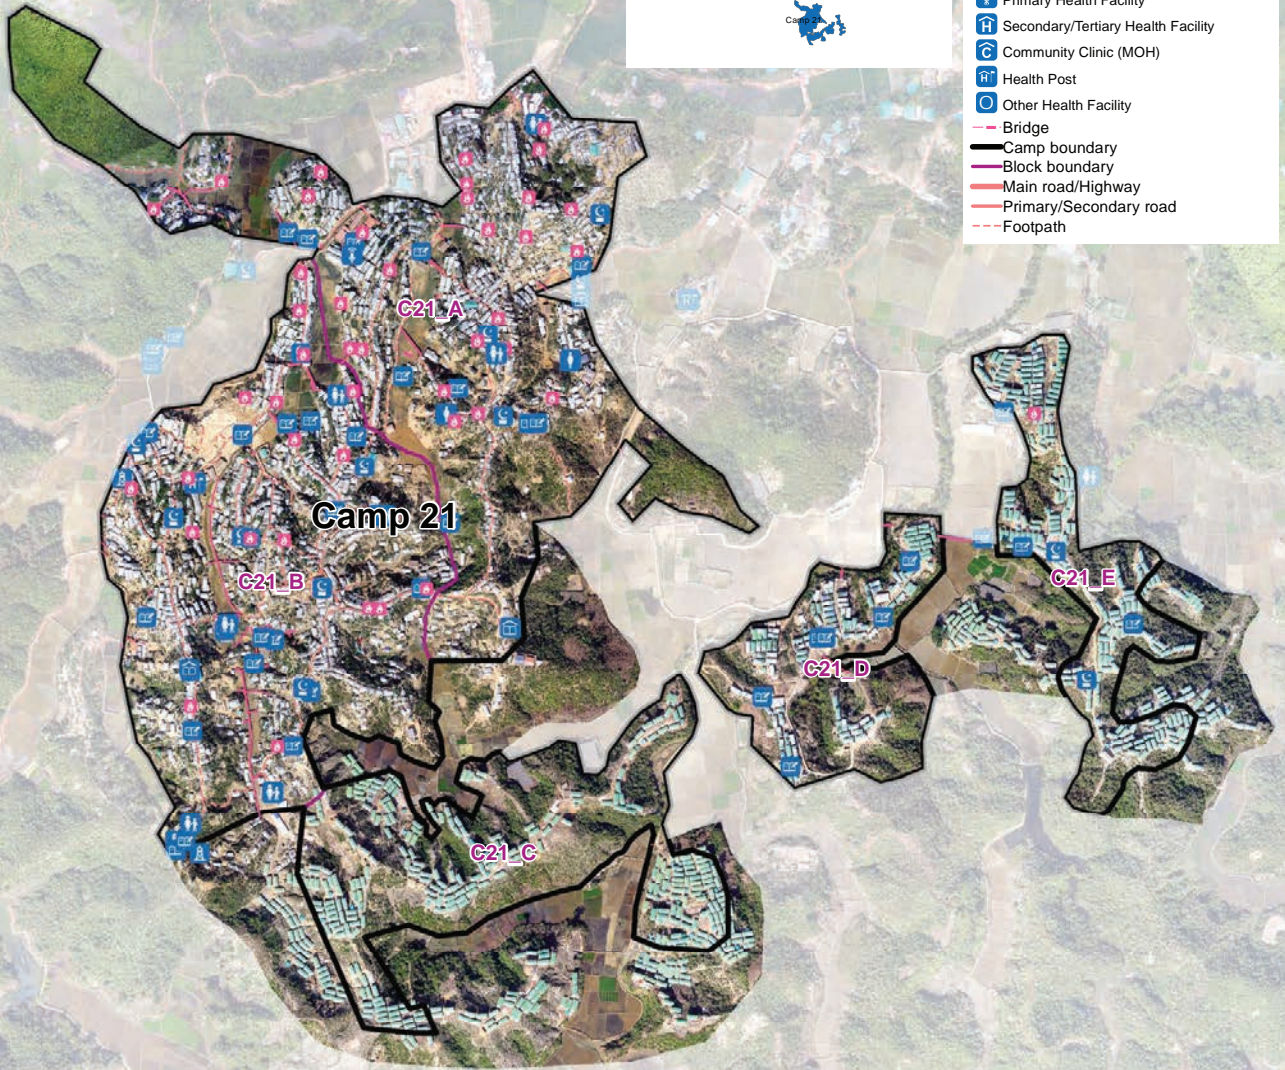 Camp 21
Primary Health Facility
Secondary/Tertiary Health Facility
Community Clinic (MOH)
Health Post
Other Health Facility
Bridge
Camp boundary
Block boundary
Main road/Highway
Primary/Secondary road
Footpath
C21_A
Camp 21
C21_B
C21_E
C21_D
C21_C